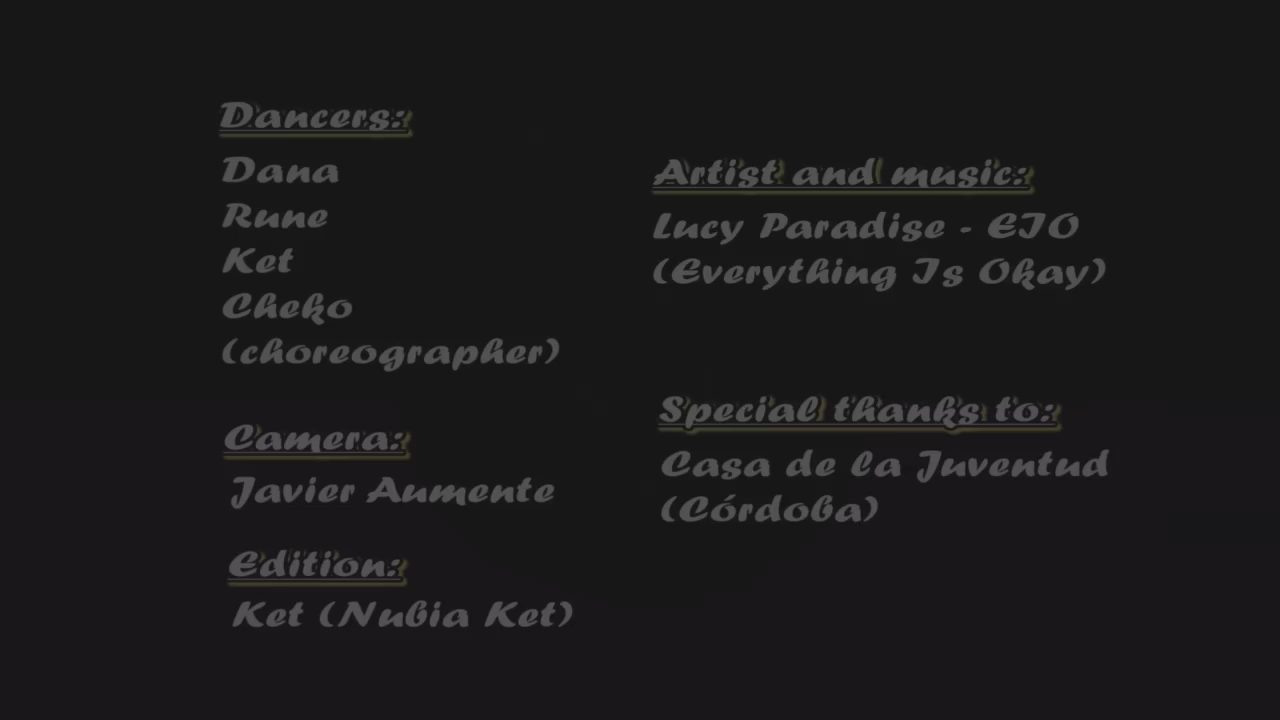 Dancers:
Dana
Rune
Ket
Cheko
(choreographer)
Camera:
Javier Aumente
Edition:
Ket (Nubia Ket)
Artist and music:
Lucy Paradise - EIO
(Everything Is Okay)
Special thanks to:
Casa de la Juventud
(Córdoba)